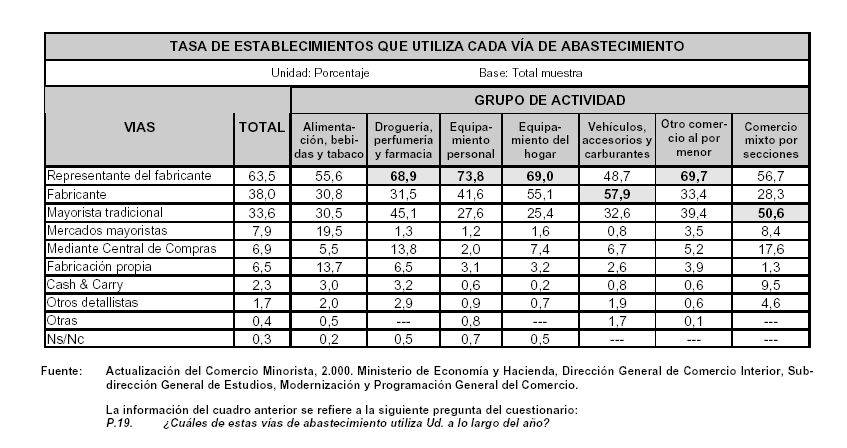 TASA DE ESTABLECIMIENTOS QUE UTILIZA CADA VÍA DE ABASTECIMIENTO
Unidad: Porcentaje Base: Total muestra
GRUPO DE ACTIVIDAD
VIAS TOTAL Alimenta- Droguería, Equipa- Equipa- Vehículos, Otro comer- Comercio
ción, bebi- perfumeria miento miento del accesorios y cio al por mixto por
das y tabaco y farmacia personal hogar carburantes menor secciones
Representante del fabricante 63,5 55,6 68,9 73,8 69,0 48,7 69,7 56,7
Fabricante 38,0 30,8 31,5 41,6 55,1 57,9 33,4 28,3
Mayorista tradicional 33,6 30,5 45,1 27,6 25,4 32,6 39,4 50,6
Mercados mayoristas 7,9 19,5 1,3 1,2 1,6 0,8 3,5 8,4
Mediante Central de Compras 6,9 5,5 13,8 2,0 7,4 6,7 5,2 17,6
Fabricación propia 6,5 13,7 6,5 3,1 3,2 2,6 3,9 1,3
Cash & Carry 2,3 3,0 3,2 0,6 0,2 0,8 0,6 9,5
Otros detallistas 1,7 2,0 2,9 0,9 0,7 1,9 0,6 4,6
Otras 0,4 0,5 --- 0,8 --- 1,7 0,1 ---
Ns/Nc 0,3 0,2 0,5 0,7 0,5 --- --- ---
Fuente: Actualización del Comercio Minorista, 2.000. Ministerio de Economía y Hacienda, Dirección General de Comercio Interior, Sub-
dirección General de Estudios, Modernización y Programación General del Comercio.
La información del cuadro anterior se refiere a la siguiente pregunta del cuestionario:
P.19. ¿Cuáles de estas vías de abastecimiento utiliza Ud. a lo largo del año?